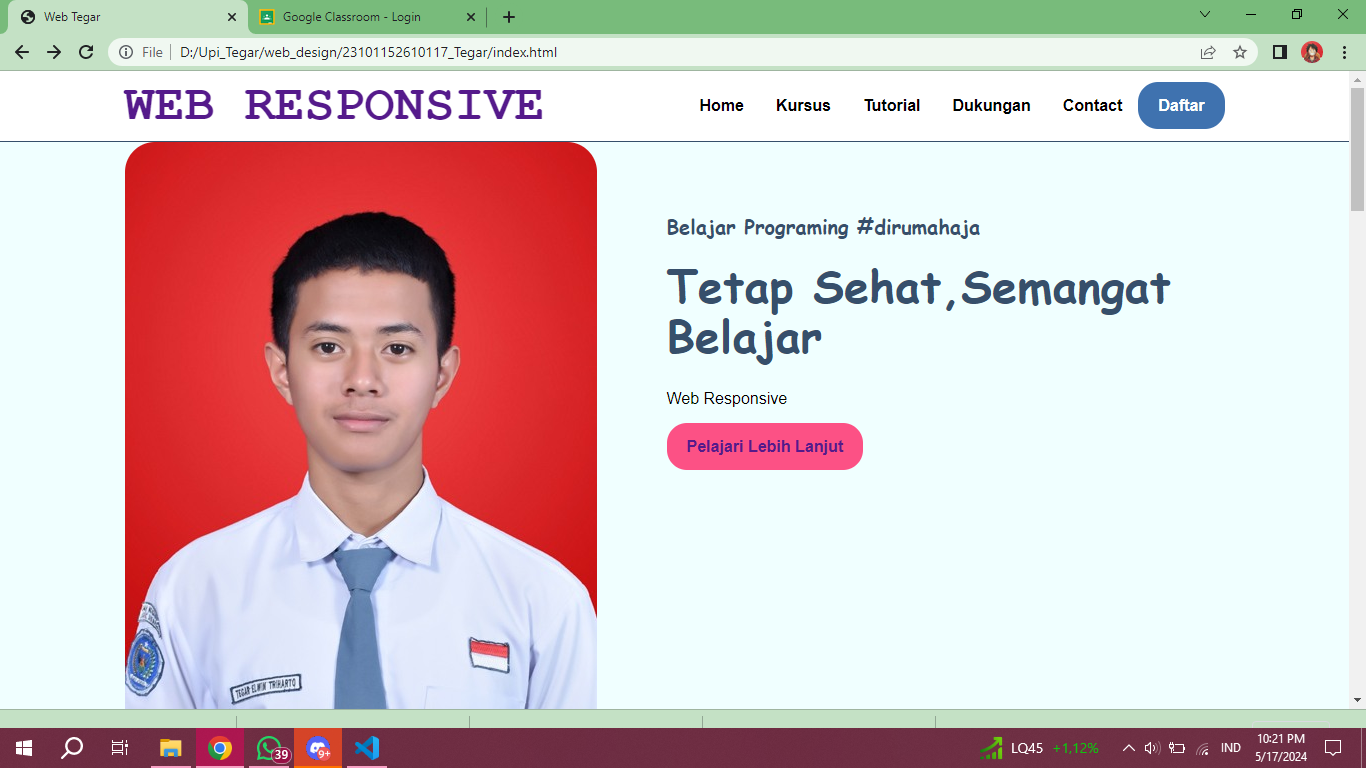 Web Tegar
Google Classroom - Login
File
D:/Upi_Tegar/web_design/23101152610117_Tegar/index.html
WEB RESPONSIVE
Home
Kursus
Tutorial
Dukungan
Contact
Daftar
Belajar Programing #dirumahaja
Tetap Sehat,Semangat
Belajar
Web Responsive
Pelajari Lebih Lanjut
TEGAR ELWIN TRIHARTO
39
9+
LQ45 +1,12%
IND
10:21 PM
5/17/2024